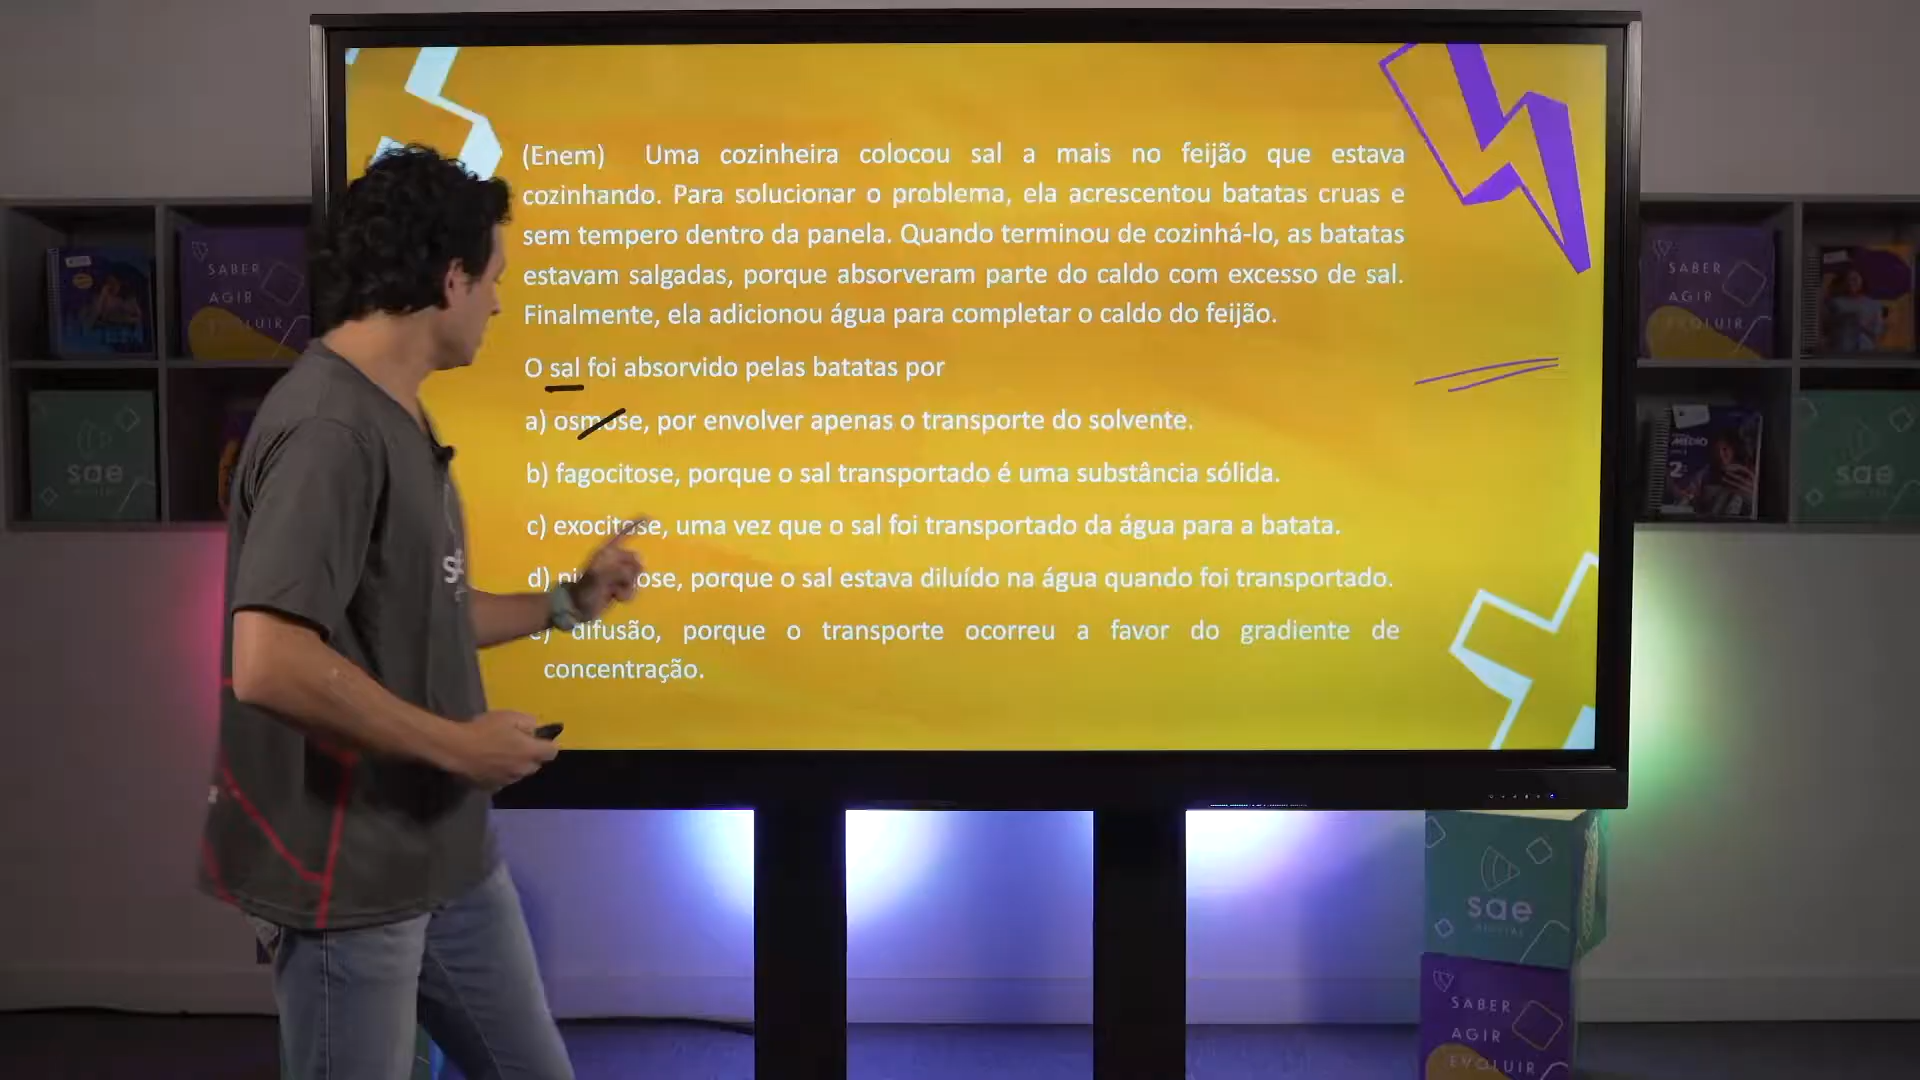 (Enem) Uma cozinheira colocou sal a mais no feijão que estava
cozinhando. Para solucionar o problema, ela acrescentou batatas cruas e
sem tempero dentro da panela. Quando terminou de cozinhá-lo, as batatas
estavam salgadas, porque absorveram parte do caldo com excesso de sal.
Finalmente, ela adicionou água para completar o caldo do feijão.
O sal foi absorvido pelas batatas por
a) osmose, por envolver apenas o transporte do solvente.
b) fagocitose, porque o sal transportado é uma substância sólida.
c) exocitose, uma vez que o sal foi transportado da água para a batata.
d) porque o sal estava diluído na água quando foi transportado.
e) difusão, porque o transporte ocorreu a favor do gradiente de
concentração.
SABER
AGIR
sae
SABER
AGIR
EVOLUIR
MÉDIO
2
sae
sae
DIGITAL
SABER
AGIR
EVOLUIR